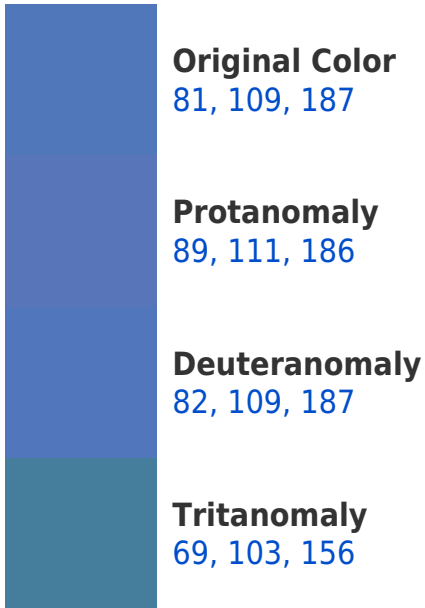 Original Color
81, 109, 187
Protanomaly
89, 111, 186
Deuteranomaly
82, 109, 187
Tritanomaly
69, 103, 156